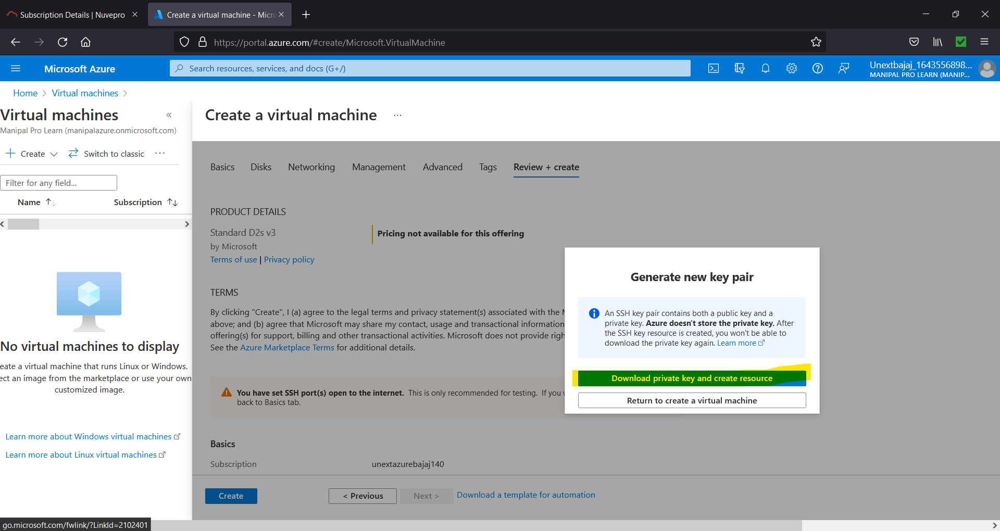 Subscription Details | Nuvepro
Create a virtual machine - Micro
https://portal.azure.com/#create/Microsoft.VirtualMachine
Microsoft Azure
Search resources, services, and docs (G+/)
Unextbajaj_1643556898...
MANIPAL PRO LEARN (MANIP...
Home > Virtual machines >
Virtual machines
«
Manipal Pro Learn (manipalazure.onmicrosoft.com)
Create
Switch to classic
...
Filter for any field...
Name
Subscription
No virtual machines to display
eate a virtual machine that runs Linux or Windows.
ect an image from the marketplace or use your own
customized image.
Learn more about Windows virtual machines
Learn more about Linux virtual machines
go.microsoft.com/fwlink/?LinkId=2102401
Create a virtual machine
...
Basics Disks Networking Management Advanced Tags Review + create
PRODUCT DETAILS
Standard D2s v3
by Microsoft
Terms of use | Privacy policy
Pricing not available for this offering
TERMS
By clicking "Create", I (a) agree to the legal terms and privacy statement(s) associated with the
above; and (b) agree that Microsoft may share my contact, usage and transactional information
offering(s) for support, billing and other transactional activities. Microsoft does not provide righ
See the Azure Marketplace Terms for additional details.
You have set SSH port(s) open to the internet. This is only recommended for testing. If you
back to Basics tab.
Basics
Subscription
unextazurebajaj140
Create
< Previous
Next >
Download a template for automation
Generate new key pair
An SSH key pair contains both a public key and a
private key. Azure doesn't store the private key. After
the SSH key resource is created, you won't be able to
download the private key again. Learn more
Download private key and create resource
Return to create a virtual machine